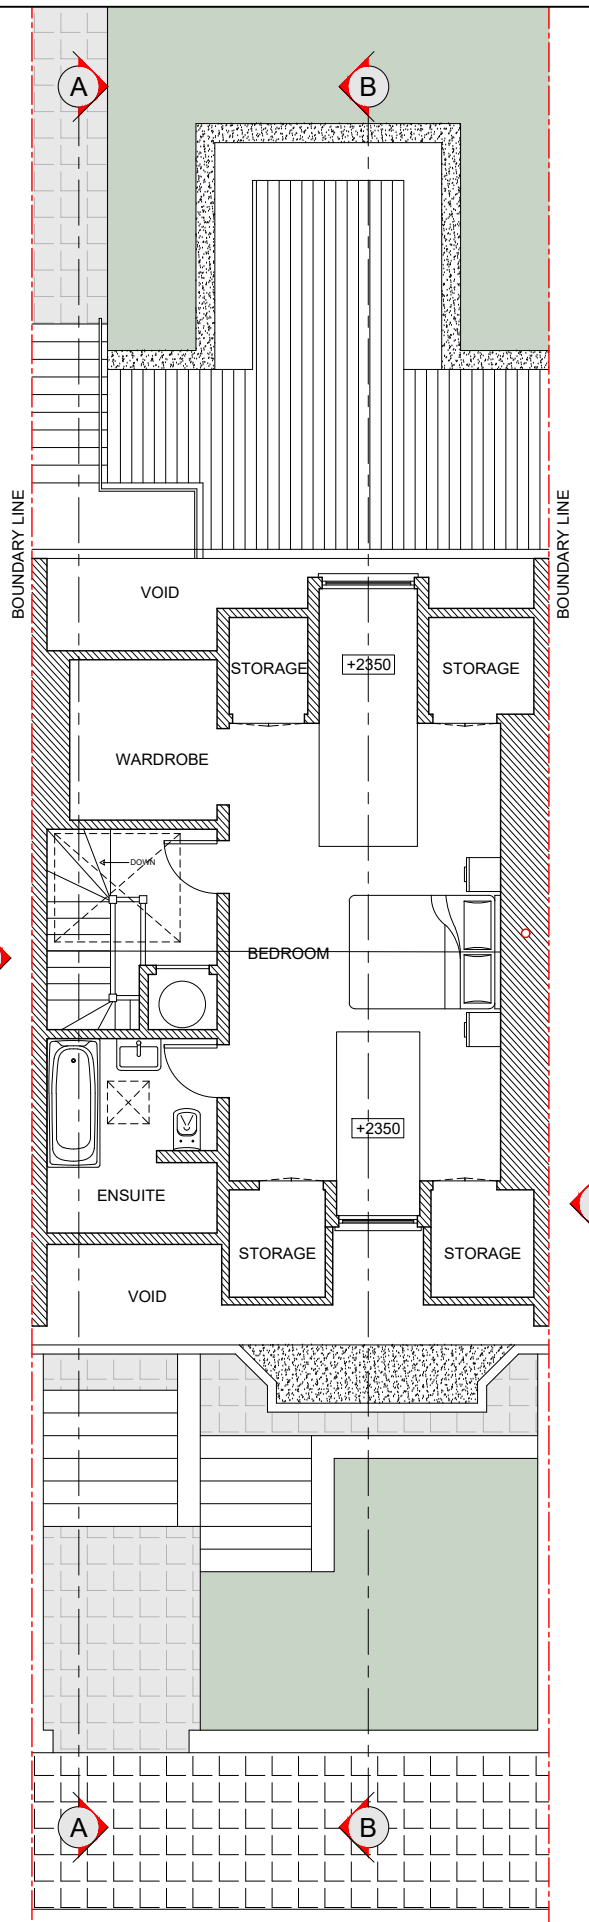 A
B
BOUNDARY LINE
BOUNDARY LINE
VOID
STORAGE
+2350
STORAGE
WARDROBE
DOWN
BEDROOM
+2350
ENSUITE
STORAGE
STORAGE
VOID
A
B